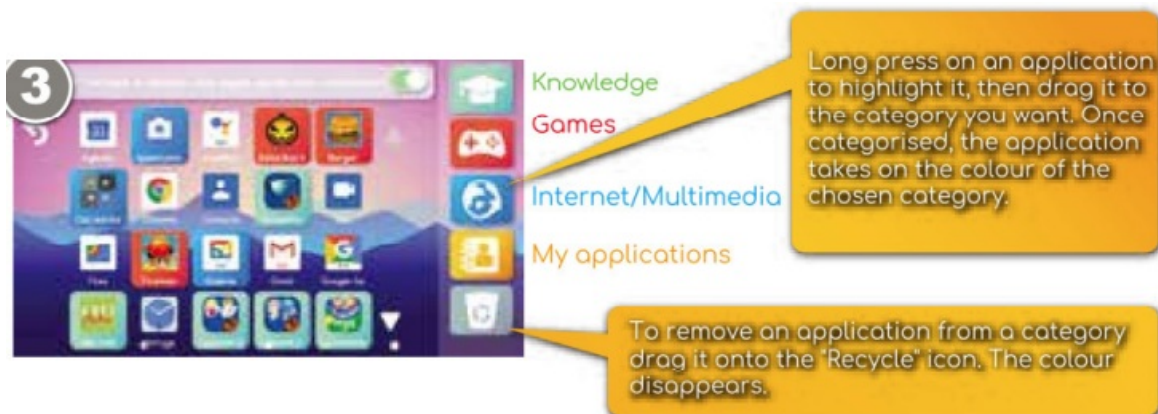 3
Knowledge
Games
Internet/Multimedia
My applications
Long press on an application
to highlight it, then drag it to
the category you want. Once
categorised, the application
takes on the colour of the
chosen category.
To remove an application from a category
drag it onto the "Recycle" icon. The colour
disappears.